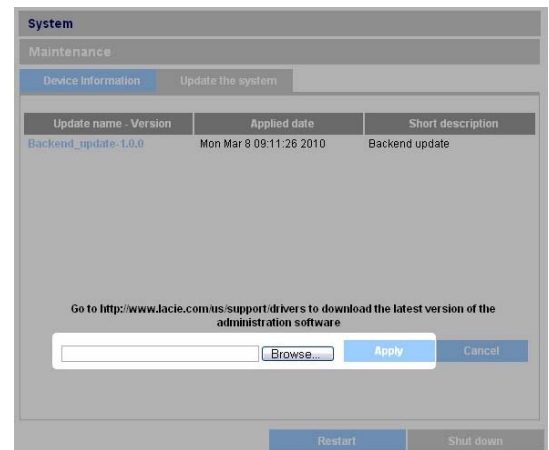 System
Maintenance
Device Information Update the system
Update name - Version Applied date Short description
Backend_update-1.0.0 Mon Mar 8 09:11:26 2010 Backend update
Go to http://www.lacie.com/us/support/drivers to download the latest version of the
administration software
Browse... Apply Cancel
Restart Shut down